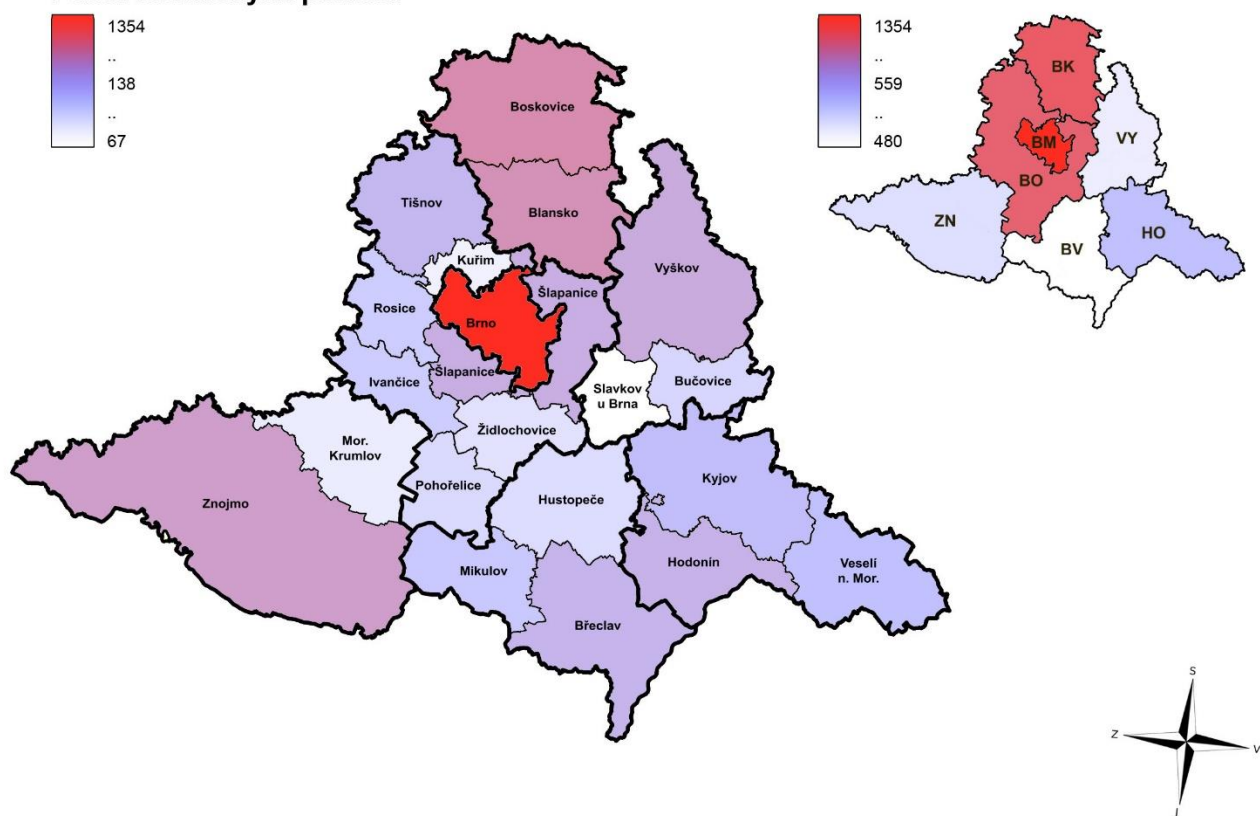 1354
..
138
..
67
1354
..
559
..
480
BK
BM
VY
BO
ZN
HO
BV
Boskovice
Tišnov
Blansko
Kuřim
Vyškov
Šlapanice
Rosice
Brno
Ivančice
Šlapanice
Slavkov
u Brna
Bučovice
Židlochovice
Mor.
Krumlov
Pohořelice
Kyjov
Hustopeče
Znojmo
Mikulov
Hodonín
Veselí
n. Mor.
Břeclav
S
Z
V
J